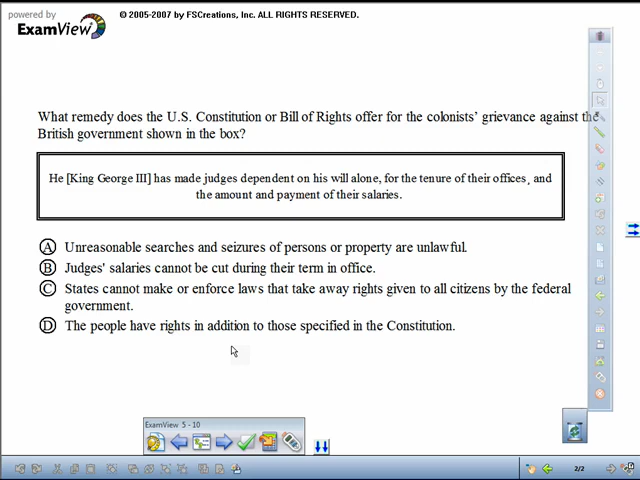 powered by
ExamView
© 2005-2007 by FSCreations, Inc. ALL RIGHTS RESERVED.
What remedy does the U.S. Constitution or Bill of Rights offer for the colonists' grievance against the
British government shown in the box?
He [King George III] has made judges dependent on his will alone, for the tenure of their offices, and
the amount and payment of their salaries.
A Unreasonable searches and seizures of persons or property are unlawful.
B Judges' salaries cannot be cut during their term in office.
C States cannot make or enforce laws that take away rights given to all citizens by the federal
government.
D The people have rights in addition to those specified in the Constitution.
ExamView 5 - 10
2/2